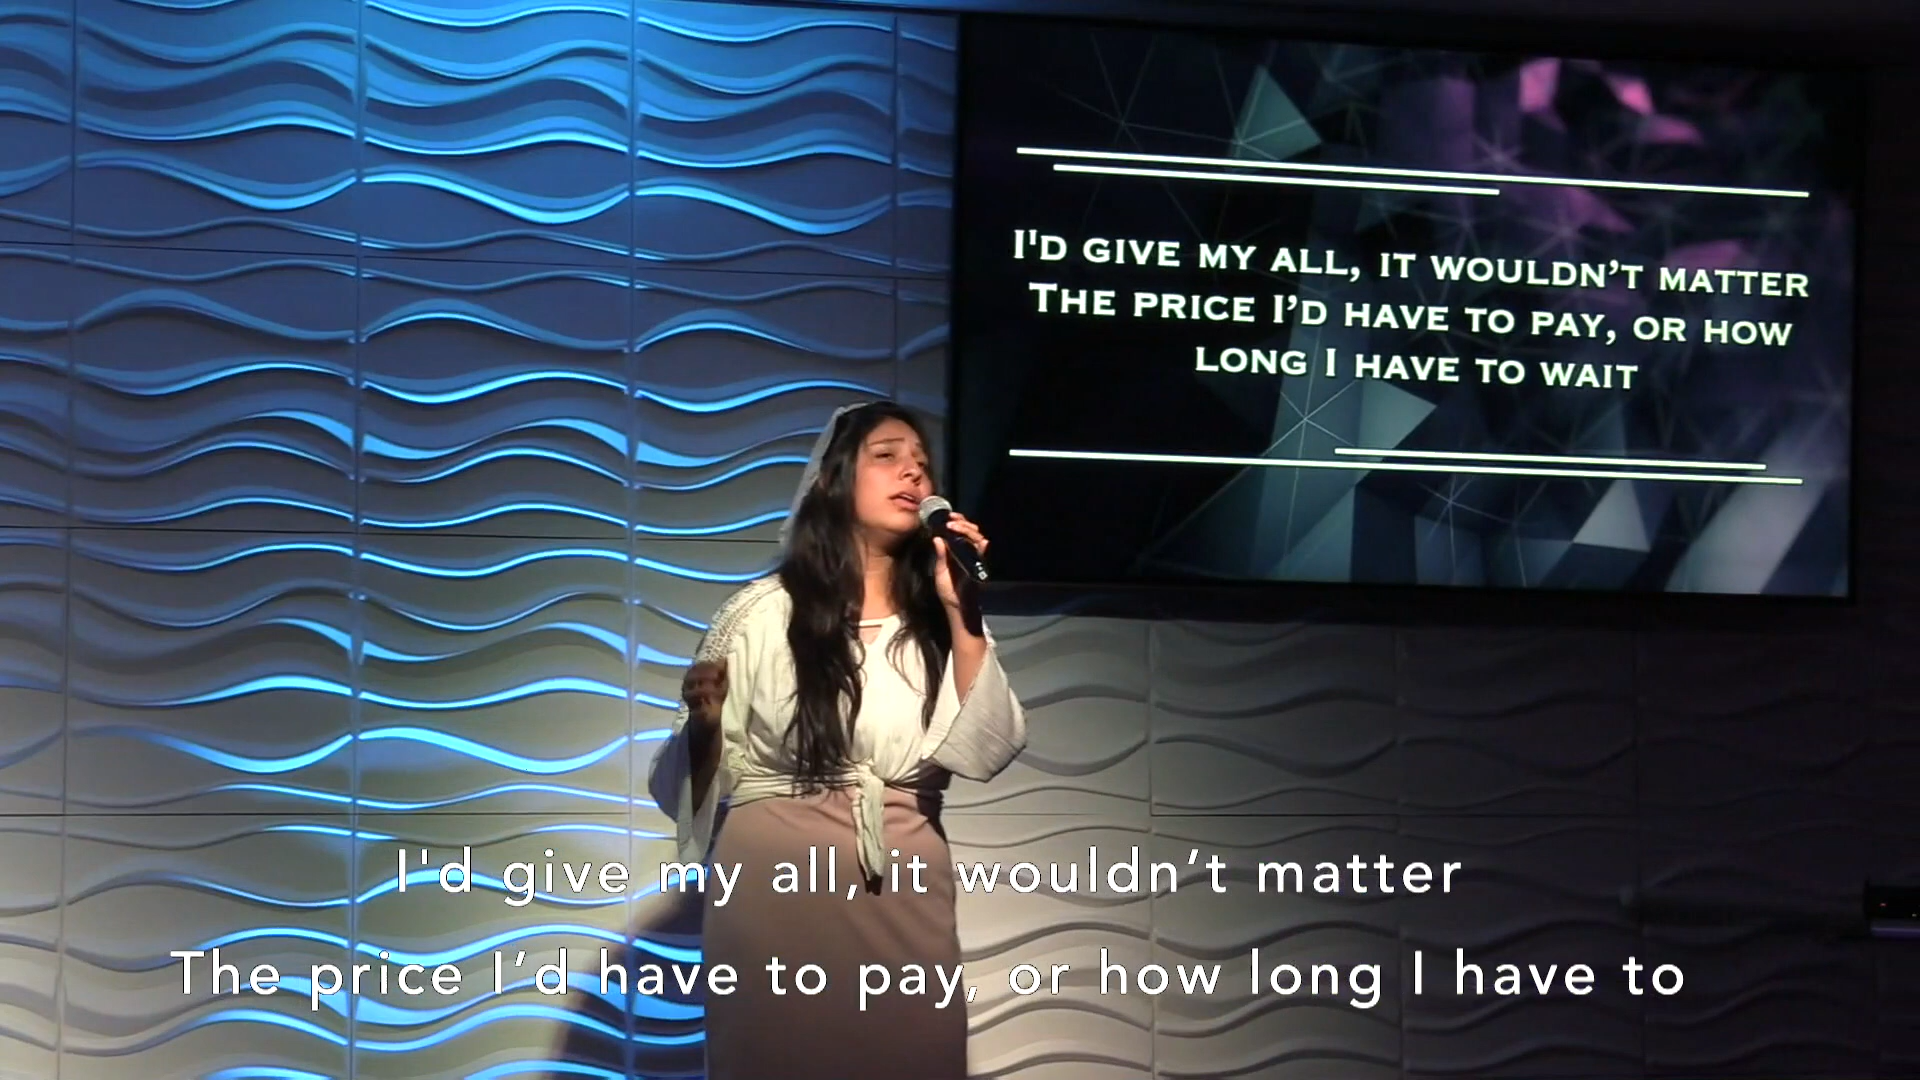 I'D GIVE MY ALL, IT WOULDN’T MATTER
THE PRICE I’D HAVE TO PAY, OR HOW
LONG I HAVE TO WAIT
I'd give my all, it wouldn’t matter
The price I’d have to pay, or how long I have to